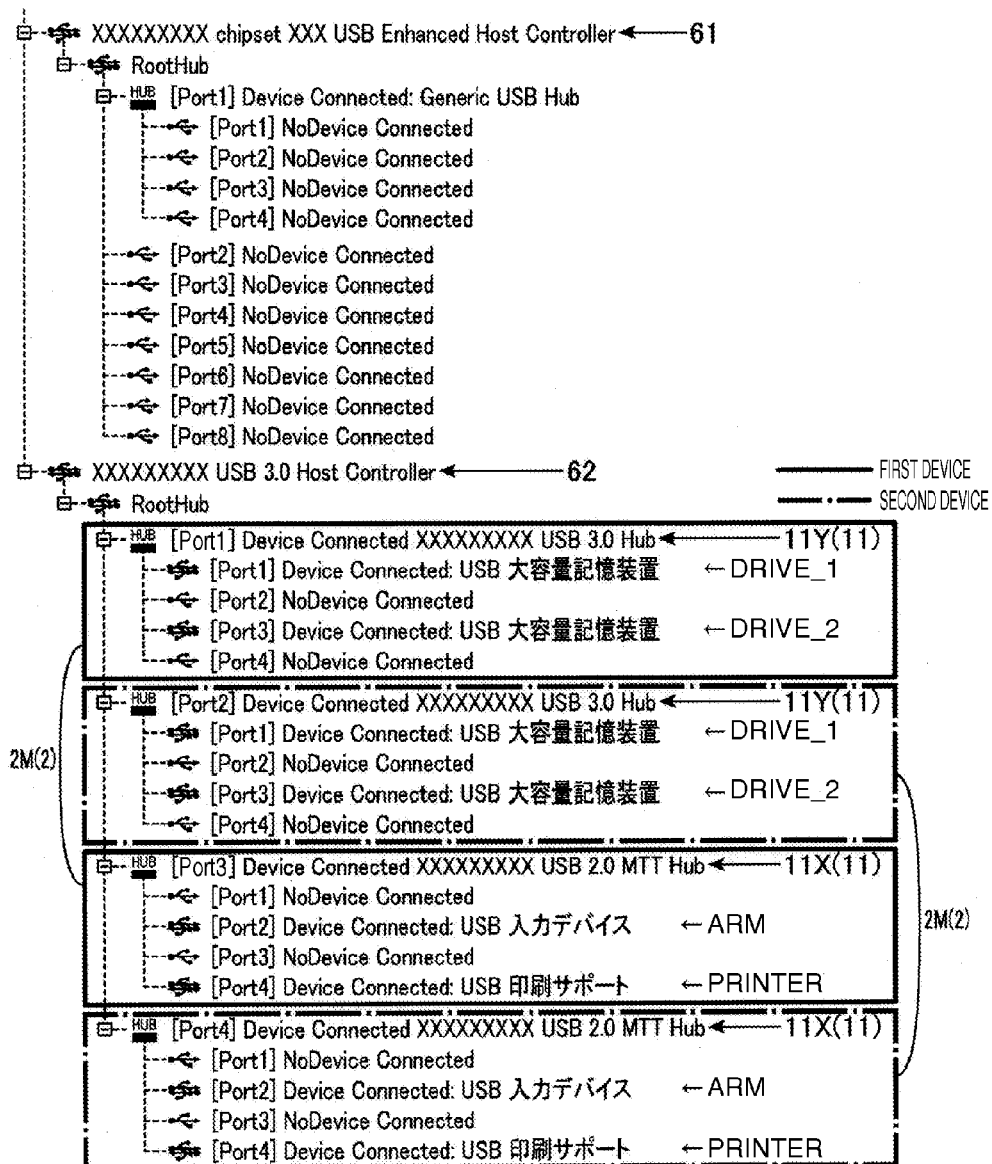 XXXXXXXXX chipset XXX USB Enhanced Host Controller 61
RootHub
HUB [Port1] Device Connected: Generic USB Hub
[Port1] NoDevice Connected
[Port2] NoDevice Connected
[Port3] NoDevice Connected
[Port4] NoDevice Connected
[Port2] NoDevice Connected
[Port3] NoDevice Connected
[Port4] NoDevice Connected
[Port5] NoDevice Connected
[Port6] NoDevice Connected
[Port7] NoDevice Connected
[Port8] NoDevice Connected
XXXXXXXXX USB 3.0 Host Controller 62
FIRST DEVICE
SECOND DEVICE
RootHub
HUB [Port1] Device Connected XXXXXXXXX USB 3.0 Hub 11Y(11)
[Port1] Device Connected: USB 大容量記憶装置 ←DRIVE_1
[Port2] NoDevice Connected
[Port3] Device Connected: USB 大容量記憶装置 ←DRIVE_2
[Port4] NoDevice Connected
HUB [Port2] Device Connected XXXXXXXXX USB 3.0 Hub 11Y(11)
[Port1] Device Connected: USB 大容量記憶装置 ←DRIVE_1
2M(2)
[Port2] NoDevice Connected
[Port3] Device Connected: USB 大容量記憶装置 ←DRIVE_2
[Port4] NoDevice Connected
HUB [Port3] Device Connected XXXXXXXXX USB 2.0 MTT Hub 11X(11)
[Port1] NoDevice Connected
[Port2] Device Connected: USB 入力デバイス ←ARM
2M(2)
[Port3] NoDevice Connected
[Port4] Device Connected: USB 印刷サポート ←PRINTER
HUB [Port4] Device Connected XXXXXXXXX USB 2.0 MTT Hub 11X(11)
[Port1] NoDevice Connected
[Port2] Device Connected: USB 入力デバイス ←ARM
[Port3] NoDevice Connected
[Port4] Device Connected: USB 印刷サポート ←PRINTER